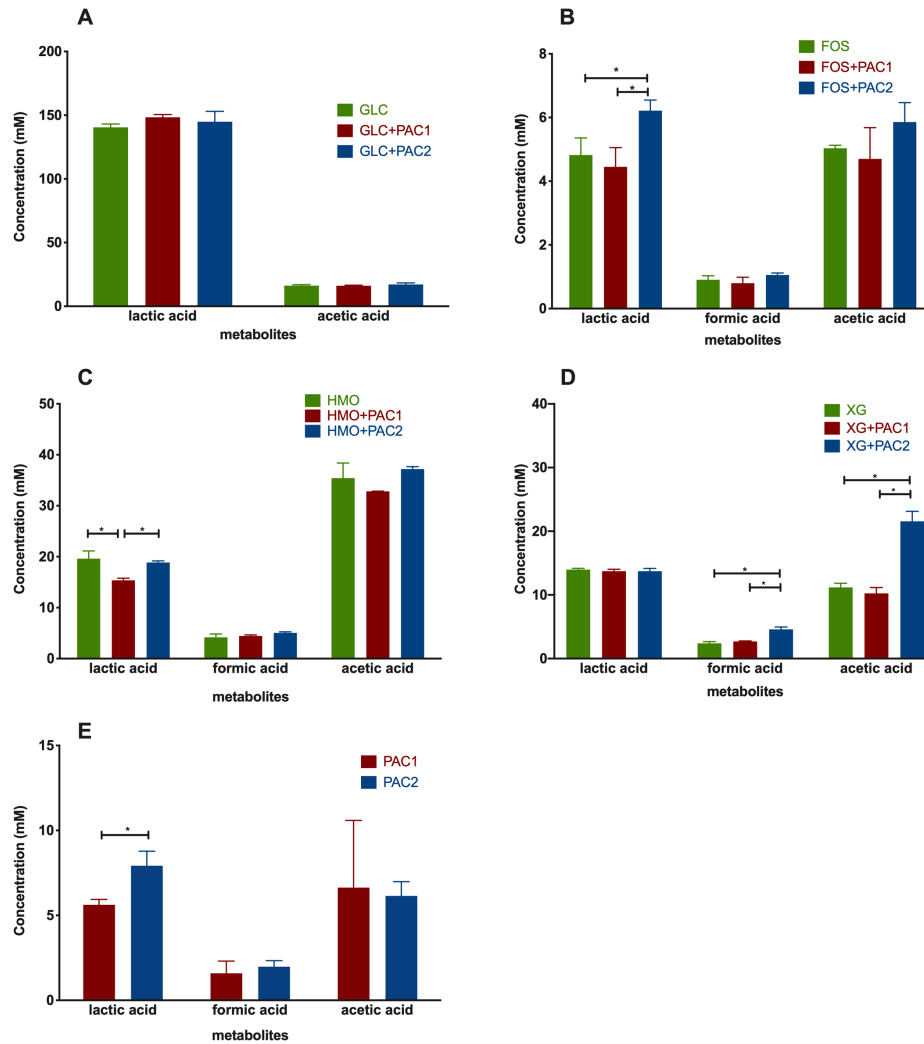 A
200
150
100
50
0
Concentration (mM)
GLC
GLC+PAC1
GLC+PAC2
lactic acid
acetic acid
metabolites
B
8
6
4
2
0
Concentration (mM)
FOS
FOS+PAC1
FOS+PAC2
*
*
lactic acid
formic acid
acetic acid
metabolites
C
50
40
30
20
10
0
Concentration (mM)
HMO
HMO+PAC1
HMO+PAC2
*
*
lactic acid
formic acid
acetic acid
metabolites
D
40
30
20
10
0
Concentration (mM)
XG
XG+PAC1
XG+PAC2
*
*
*
*
lactic acid
formic acid
acetic acid
metabolites
E
15
10
5
0
Concentration (mM)
PAC1
PAC2
*
lactic acid
formic acid
acetic acid
metabolites